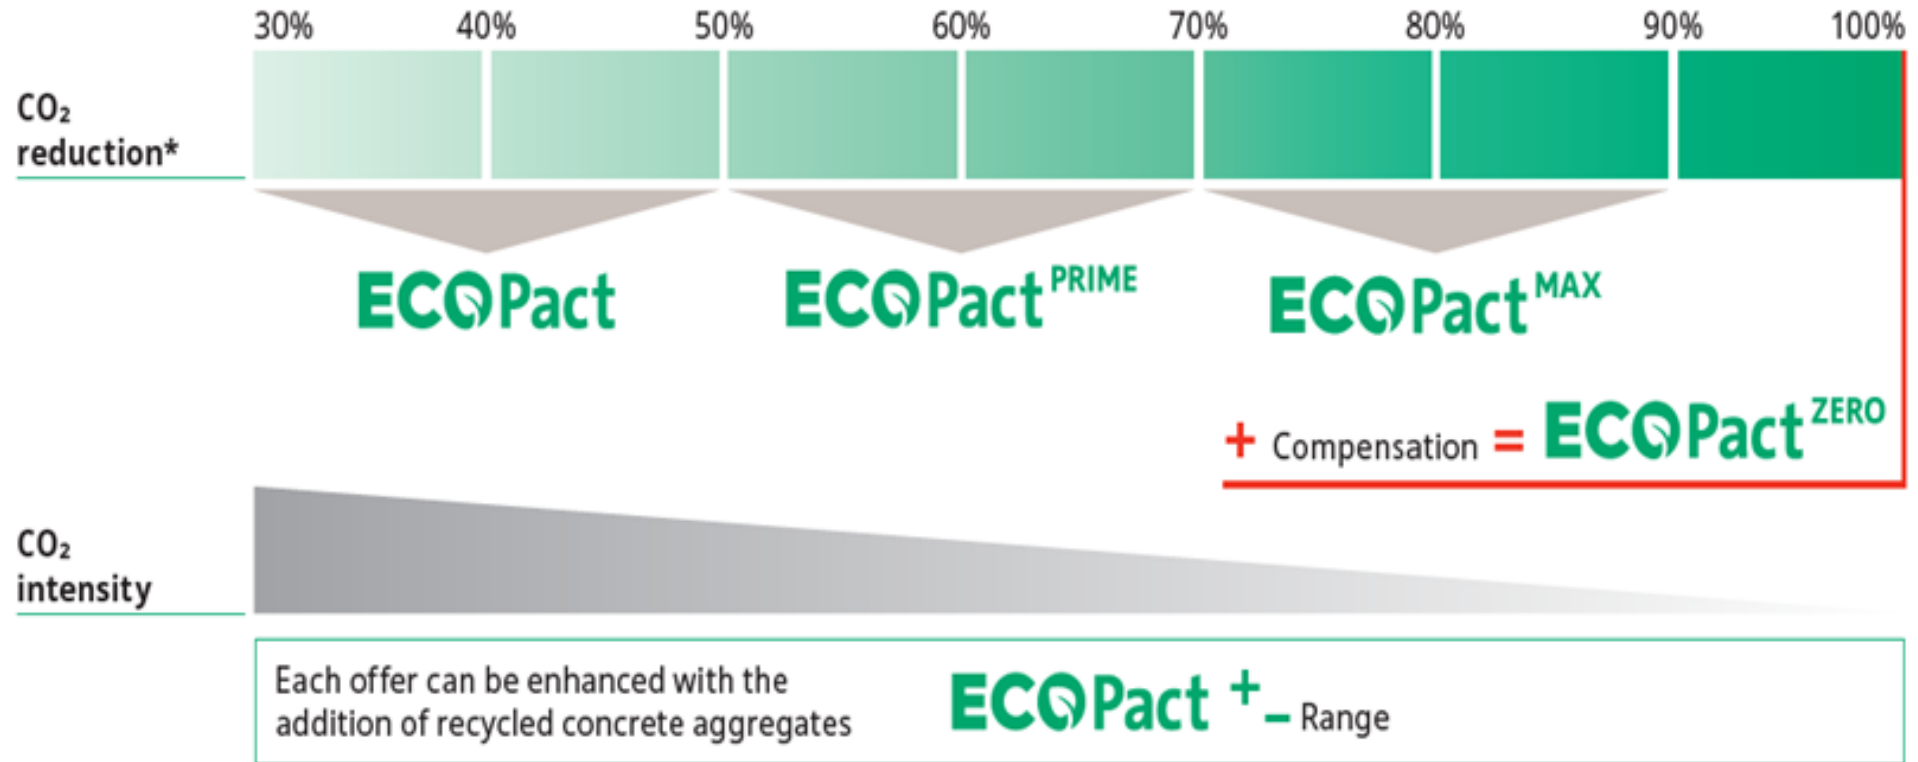 30% 40% 50% 60% 70% 80% 90% 100%
CO₂
reduction*
ECOPact
ECOPact PRIME
ECOPact MAX
+ Compensation = ECOPact ZERO
CO₂
intensity
Each offer can be enhanced with the
addition of recycled concrete aggregates
ECOPact + – Range